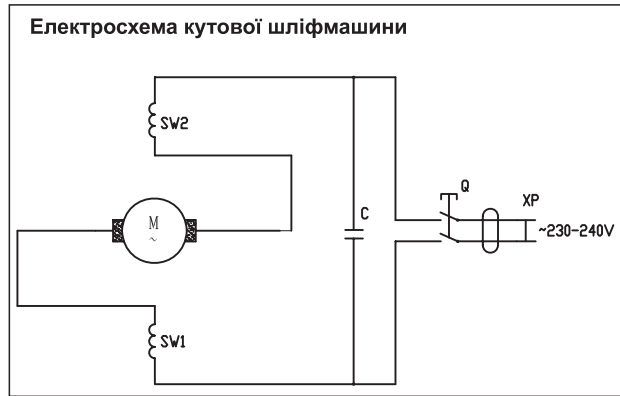 Електросхема кутової шліфмашини
SW2
Q
XP
C
M
~
~230-240V
SW1